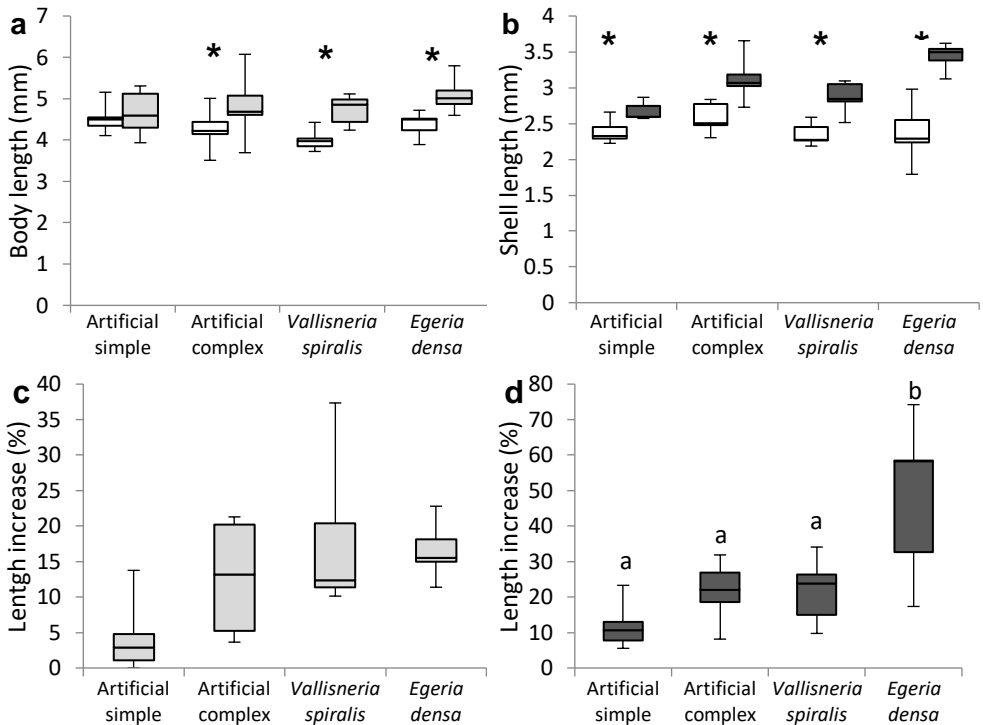 a
Body length (mm)
7
6
5
4
3
2
1
0
* * *
Artificial simple
Artificial complex
Vallisneria spiralis
Egeria densa
b
Shell length (mm)
4
3.5
3
2.5
2
1.5
1
0.5
0
* * * *
Artificial simple
Artificial complex
Vallisneria spiralis
Egeria densa
c
Lentgh increase (%)
40
35
30
25
20
15
10
5
0
Artificial simple
Artificial complex
Vallisneria spiralis
Egeria densa
d
Length increase (%)
80
70
60
50
40
30
20
10
0
a a a b
Artificial simple
Artificial complex
Vallisneria spiralis
Egeria densa